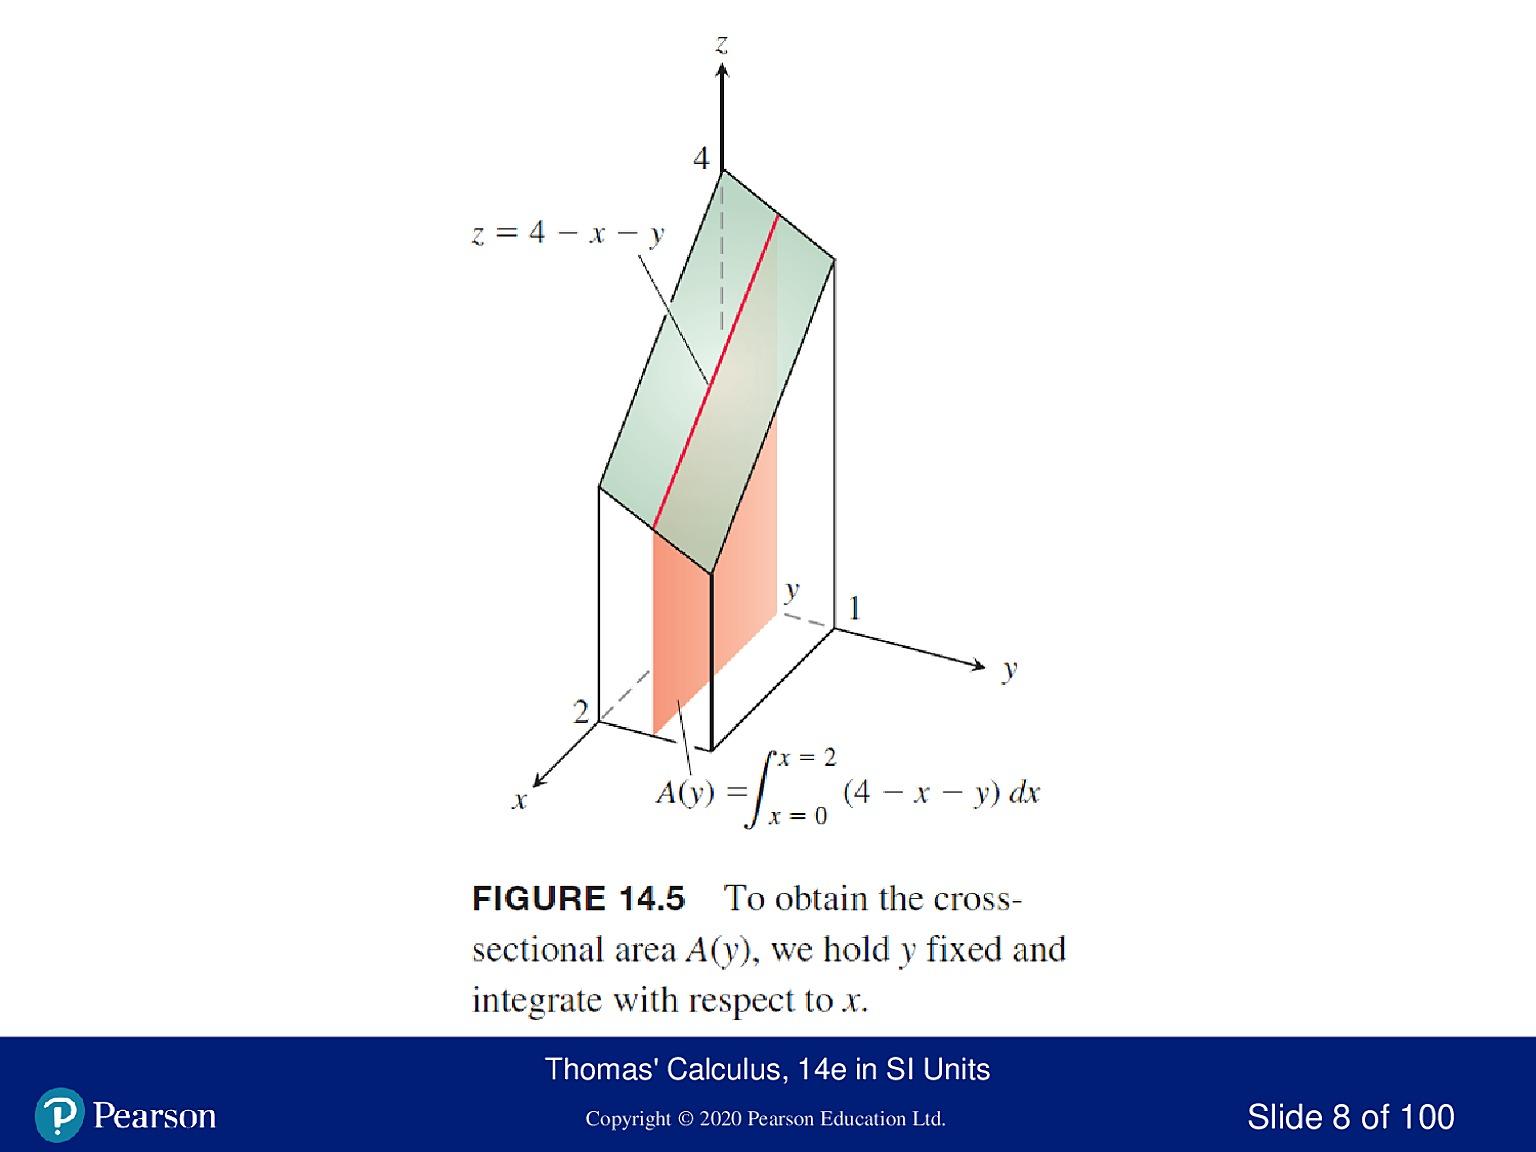 z
4
z = 4 − x − y
y
1
y
2
x
A(y) = ∫ₓ₌₀ˣ⁼² (4 − x − y) dx
FIGURE 14.5 To obtain the cross-
sectional area A(y), we hold y fixed and
integrate with respect to x.
Thomas' Calculus, 14e in SI Units
Pearson
Copyright © 2020 Pearson Education Ltd.
Slide 8 of 100